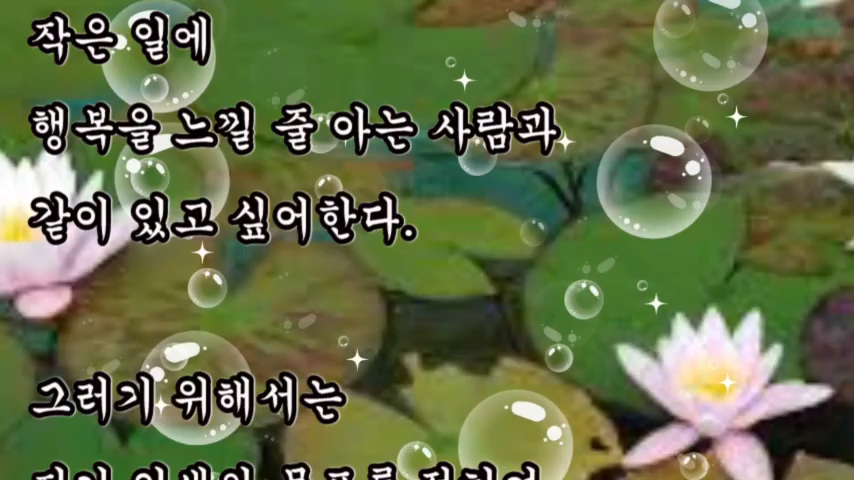 작은 일에
행복을 느낄 줄 아는 사람과
같이 있고 싶어한다.
그러기 위해서는